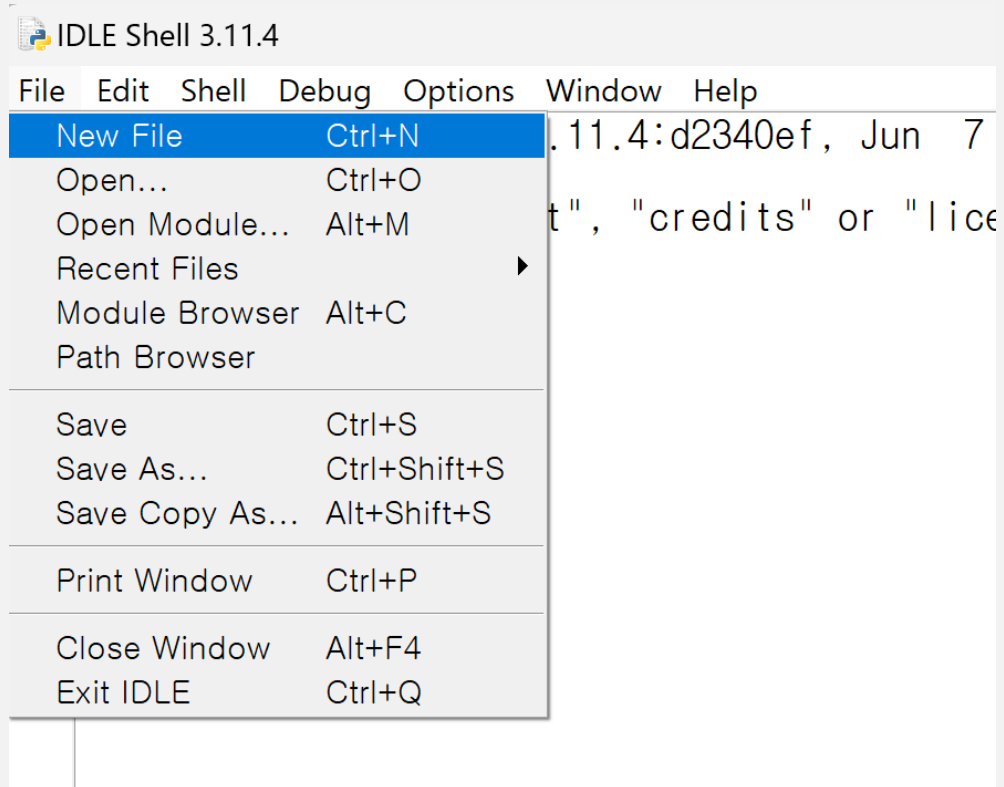 IDLE Shell 3.11.4
File Edit Shell Debug Options Window Help
New File Ctrl+N
.11.4:d2340ef, Jun 7
Open... Ctrl+O
Open Module... Alt+M
t", "credits" or "lice
Recent Files
Module Browser Alt+C
Path Browser
Save Ctrl+S
Save As... Ctrl+Shift+S
Save Copy As... Alt+Shift+S
Print Window Ctrl+P
Close Window Alt+F4
Exit IDLE Ctrl+Q